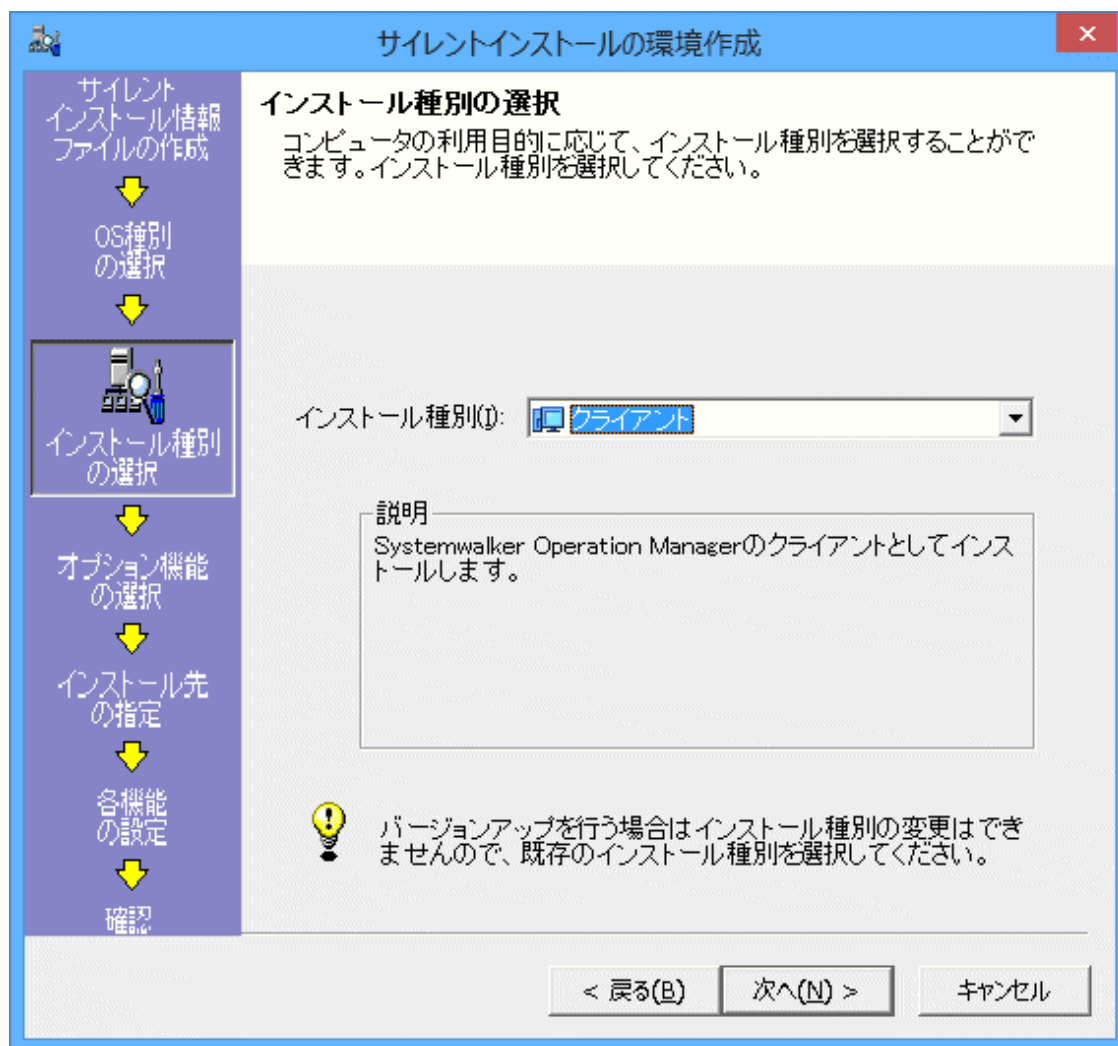 サイレントインストールの環境作成
サイレント
インストール情報
ファイルの作成
OS種別
の選択
インストール種別
の選択
オプション機能
の選択
インストール先
の指定
各機能
の設定
確認
インストール種別の選択
コンピュータの利用目的に応じて、インストール種別を選択することがで
きます。インストール種別を選択してください。
インストール種別(I): クライアント
説明
Systemwalker Operation Managerのクライアントとしてインス
トールします。
バージョンアップを行う場合はインストール種別の変更はでき
ませんので、既存のインストール種別を選択してください。
< 戻る(B) 次へ(N) > キャンセル